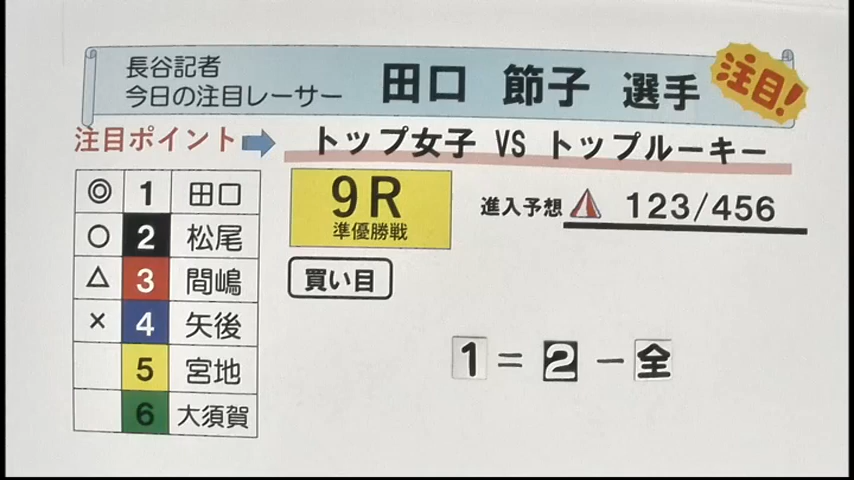 長谷記者
今日の注目レーサー 田口 節子 選手
注目!
注目ポイント トップ女子 VS トップルーキー
◎ 1 田口
○ 2 松尾
△ 3 間嶋
× 4 矢後
5 宮地
6 大須賀
9R
準優勝戦
進入予想 123/456
買い目
1=2-全